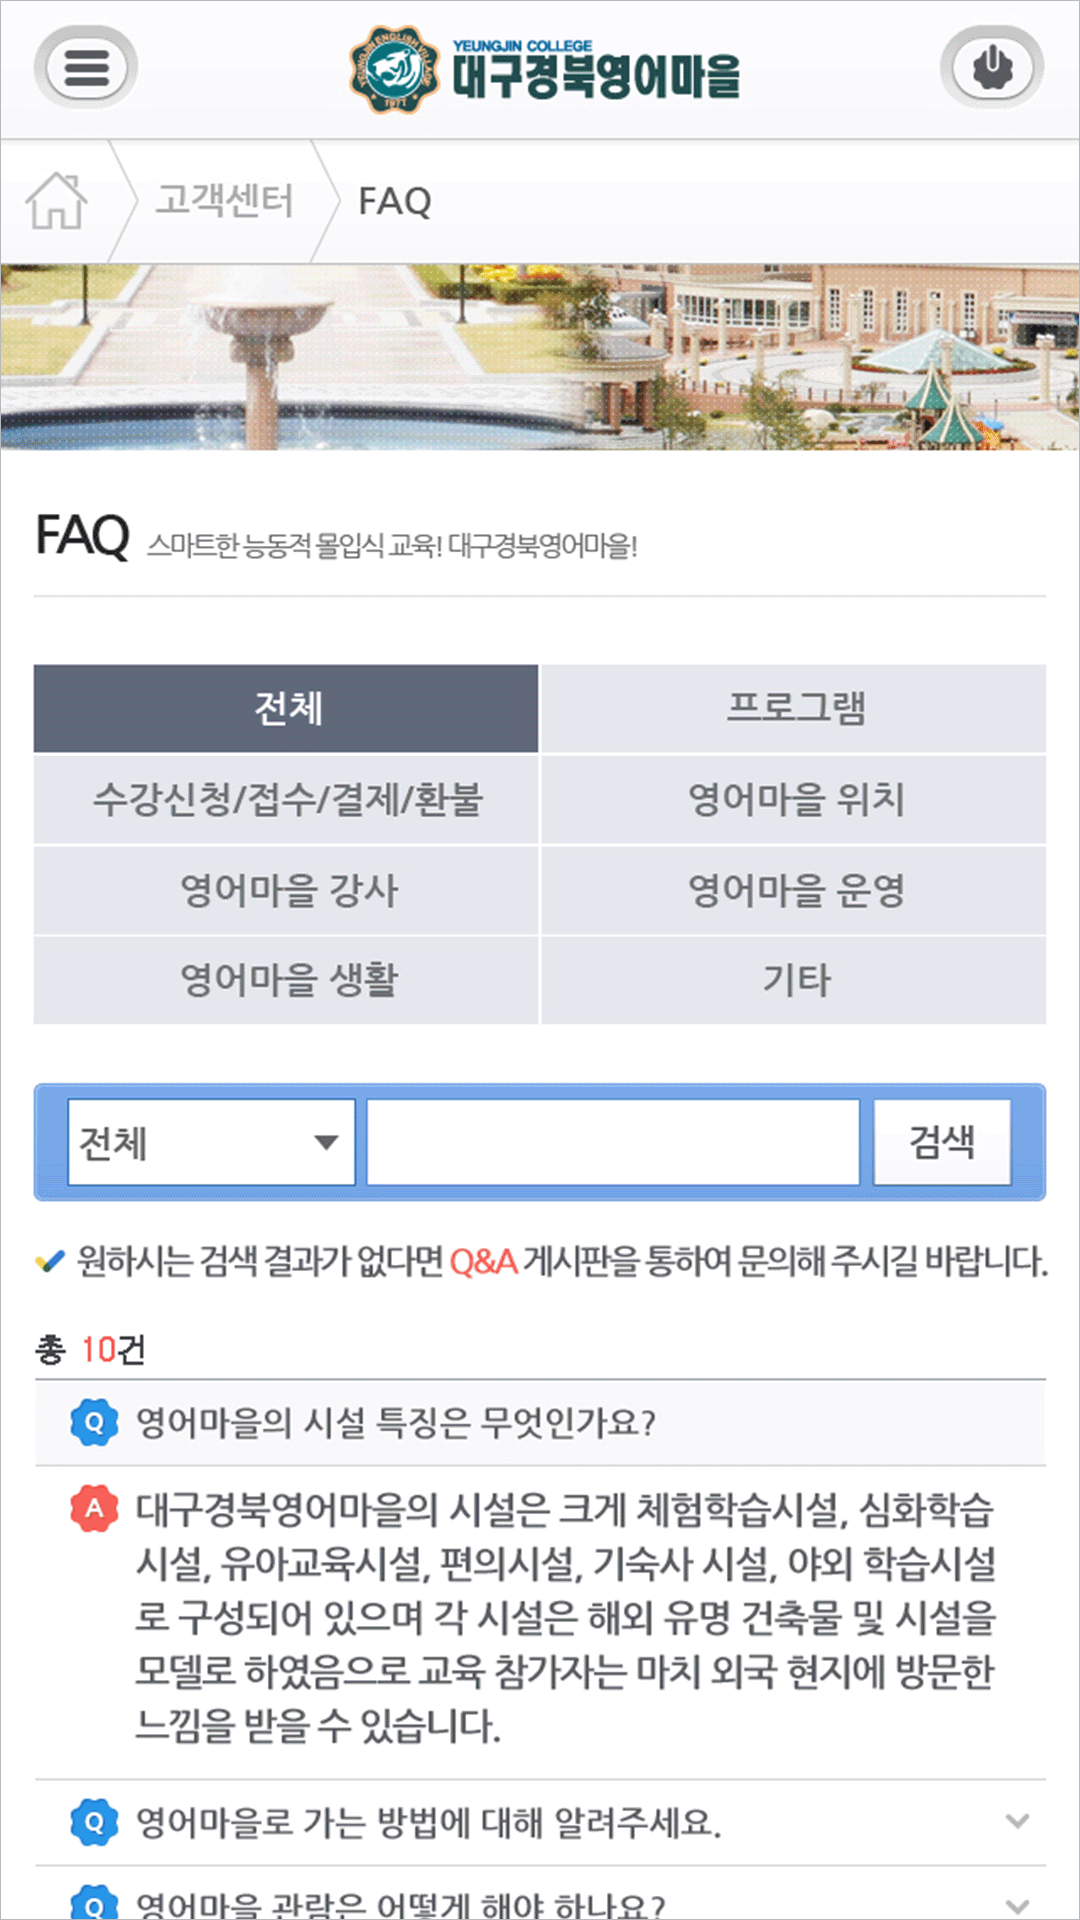 YEUNGJIN ENGLISH VILLAGE
1977
YEUNGJIN COLLEGE
대구경북영어마을
고객센터
FAQ
FAQ 스마트한 능동적 몰입식 교육! 대구경북영어마을!
전체
프로그램
수강신청/접수/결제/환불
영어마을 위치
영어마을 강사
영어마을 운영
영어마을 생활
기타
전체
검색
원하시는 검색 결과가 없다면 Q&A 게시판을 통하여 문의해 주시길 바랍니다.
총 10건
Q 영어마을의 시설 특징은 무엇인가요?
A 대구경북영어마을의 시설은 크게 체험학습시설, 심화학습
시설, 유아교육시설, 편의시설, 기숙사 시설, 야외 학습시설
로 구성되어 있으며 각 시설은 해외 유명 건축물 및 시설을
모델로 하였음으로 교육 참가자는 마치 외국 현지에 방문한
느낌을 받을 수 있습니다.
Q 영어마을로 가는 방법에 대해 알려주세요.
Q 영어마을 관람은 어떻게 해야 하나요?